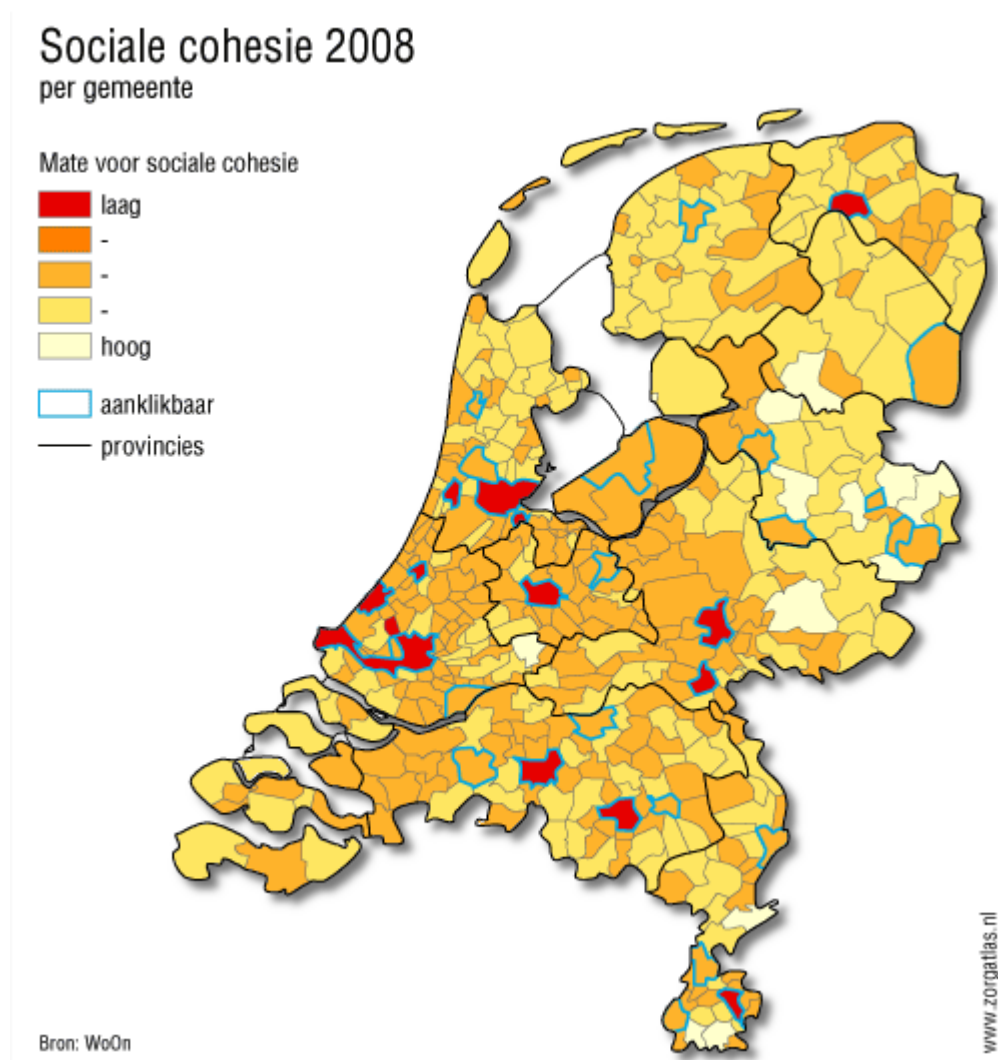 Sociale cohesie 2008
per gemeente
Mate voor sociale cohesie
laag
-
-
-
hoog
aanklikbaar
provincies
Bron: WoOn
www.zorgatlas.nl